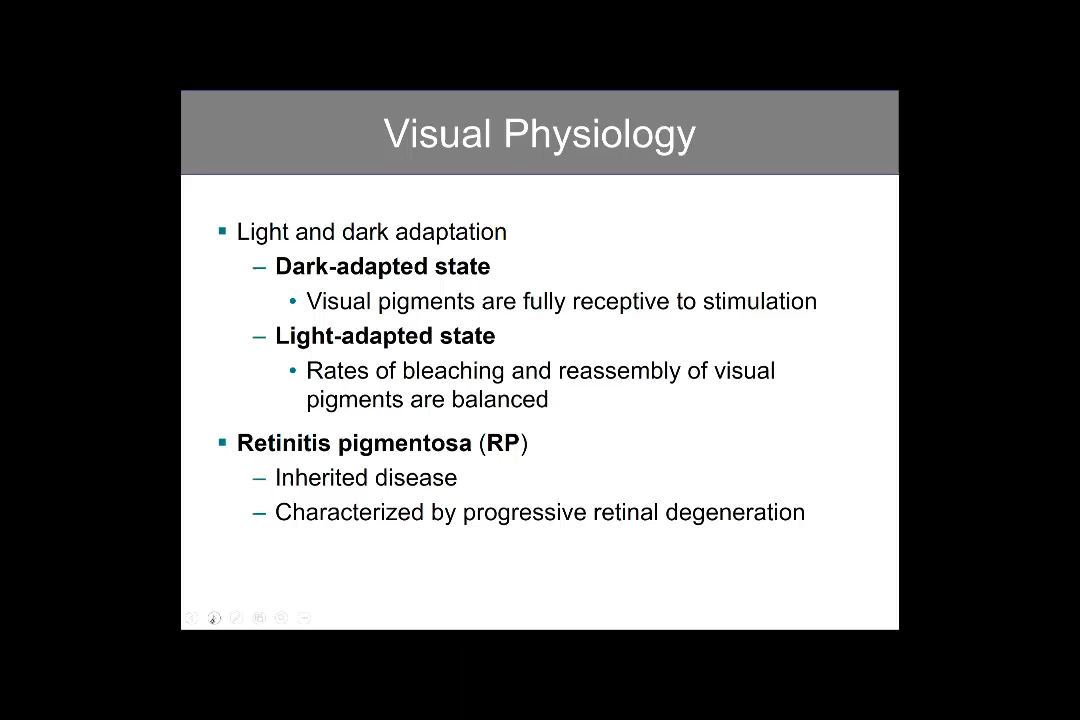 Visual Physiology
▪ Light and dark adaptation
– Dark-adapted state
• Visual pigments are fully receptive to stimulation
– Light-adapted state
• Rates of bleaching and reassembly of visual
pigments are balanced
▪ Retinitis pigmentosa (RP)
– Inherited disease
– Characterized by progressive retinal degeneration